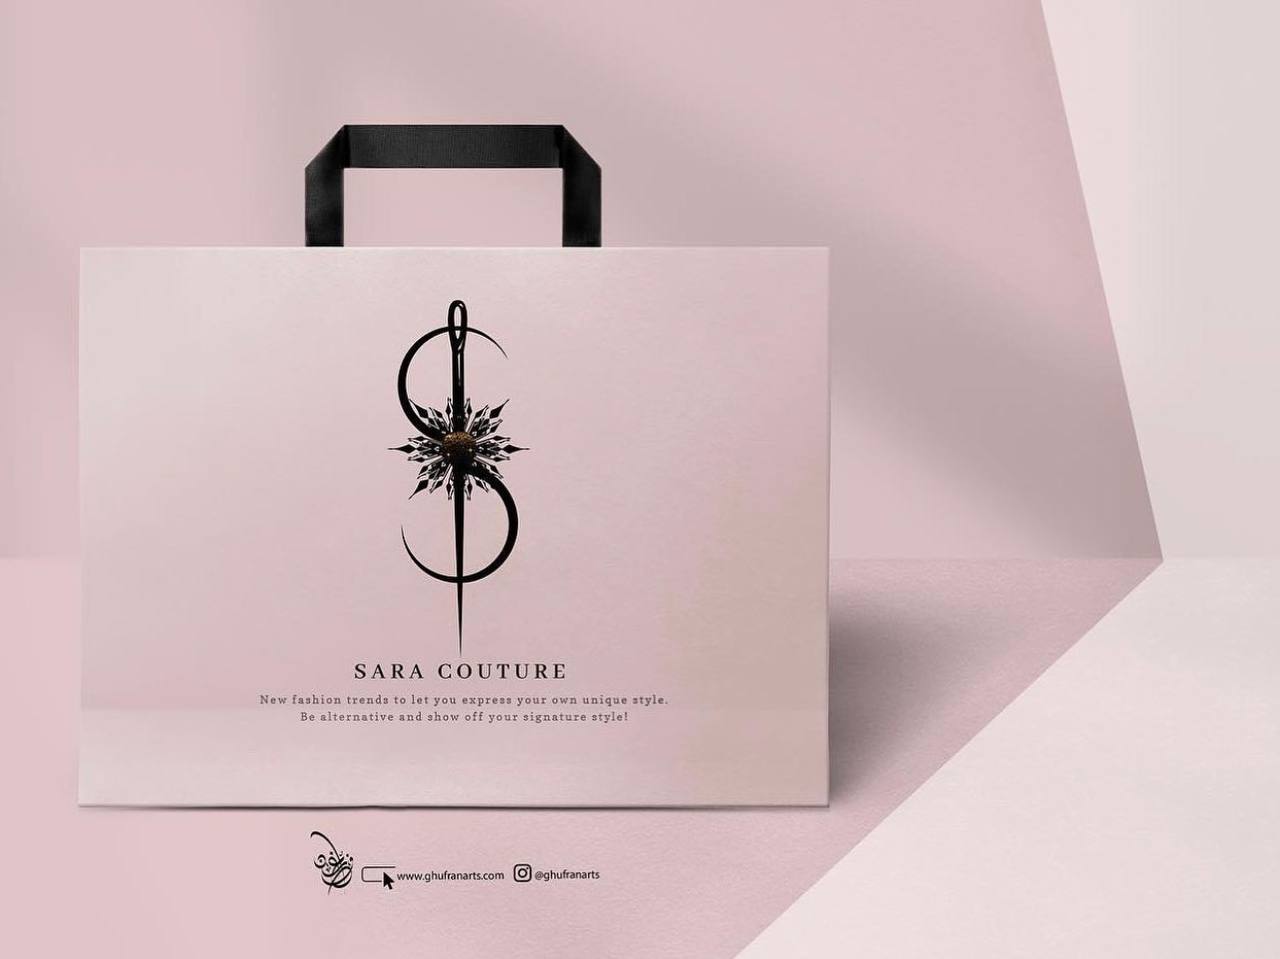 SARA COUTURE
New fashion trends to let you express your own unique style.
Be alternative and show off your signature style!
www.ghufranarts.com @ghufranarts